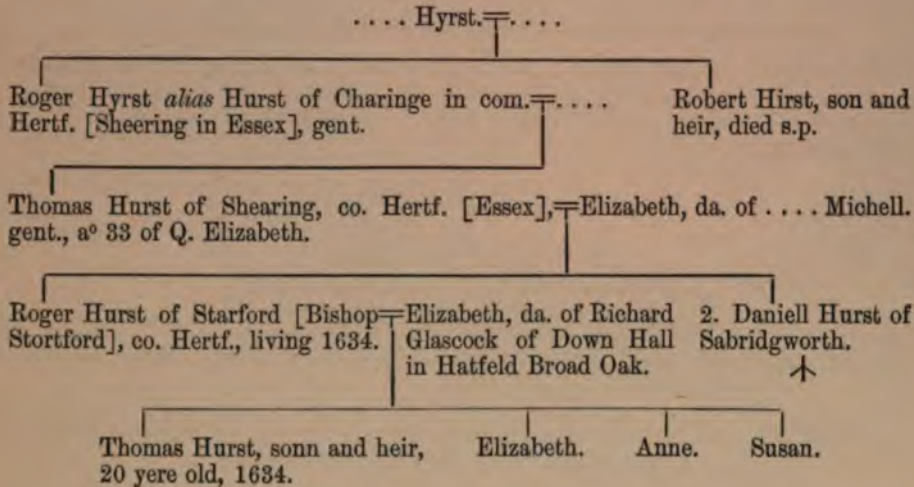 . . . . Hyrst. . . . .
Roger Hyrst alias Hurst of Charinge in com. . . . .
Hertf. [Sheering in Essex], gent.
Robert Hirst, son and
heir, died s.p.
Thomas Hurst of Shearing, co. Hertf. [Essex], Elizabeth, da. of . . . . Michell.
gent., aº 33 of Q. Elizabeth.
Roger Hurst of Starford [Bishop
Stortford], co. Hertf., living 1634.
Elizabeth, da. of Richard
Glascock of Down Hall
in Hatfeld Broad Oak.
2. Daniell Hurst of
Sabridgworth.
Thomas Hurst, sonn and heir,
20 yere old, 1634.
Elizabeth. Anne. Susan.